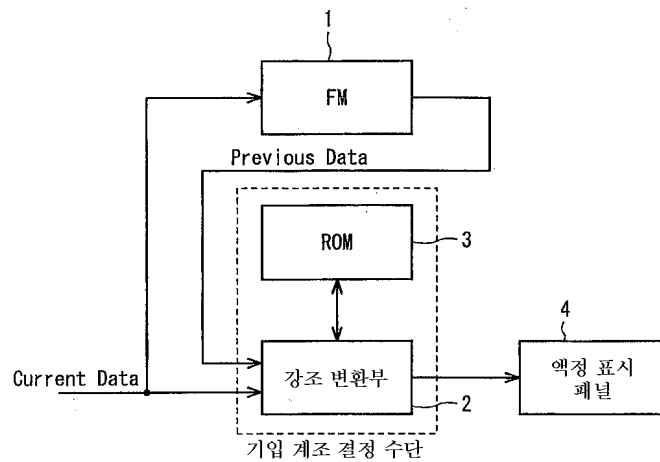 1
FM
Previous Data
ROM
3
4
Current Data
강조 변환부
액정 표시
패널
2
기입 계조 결정 수단